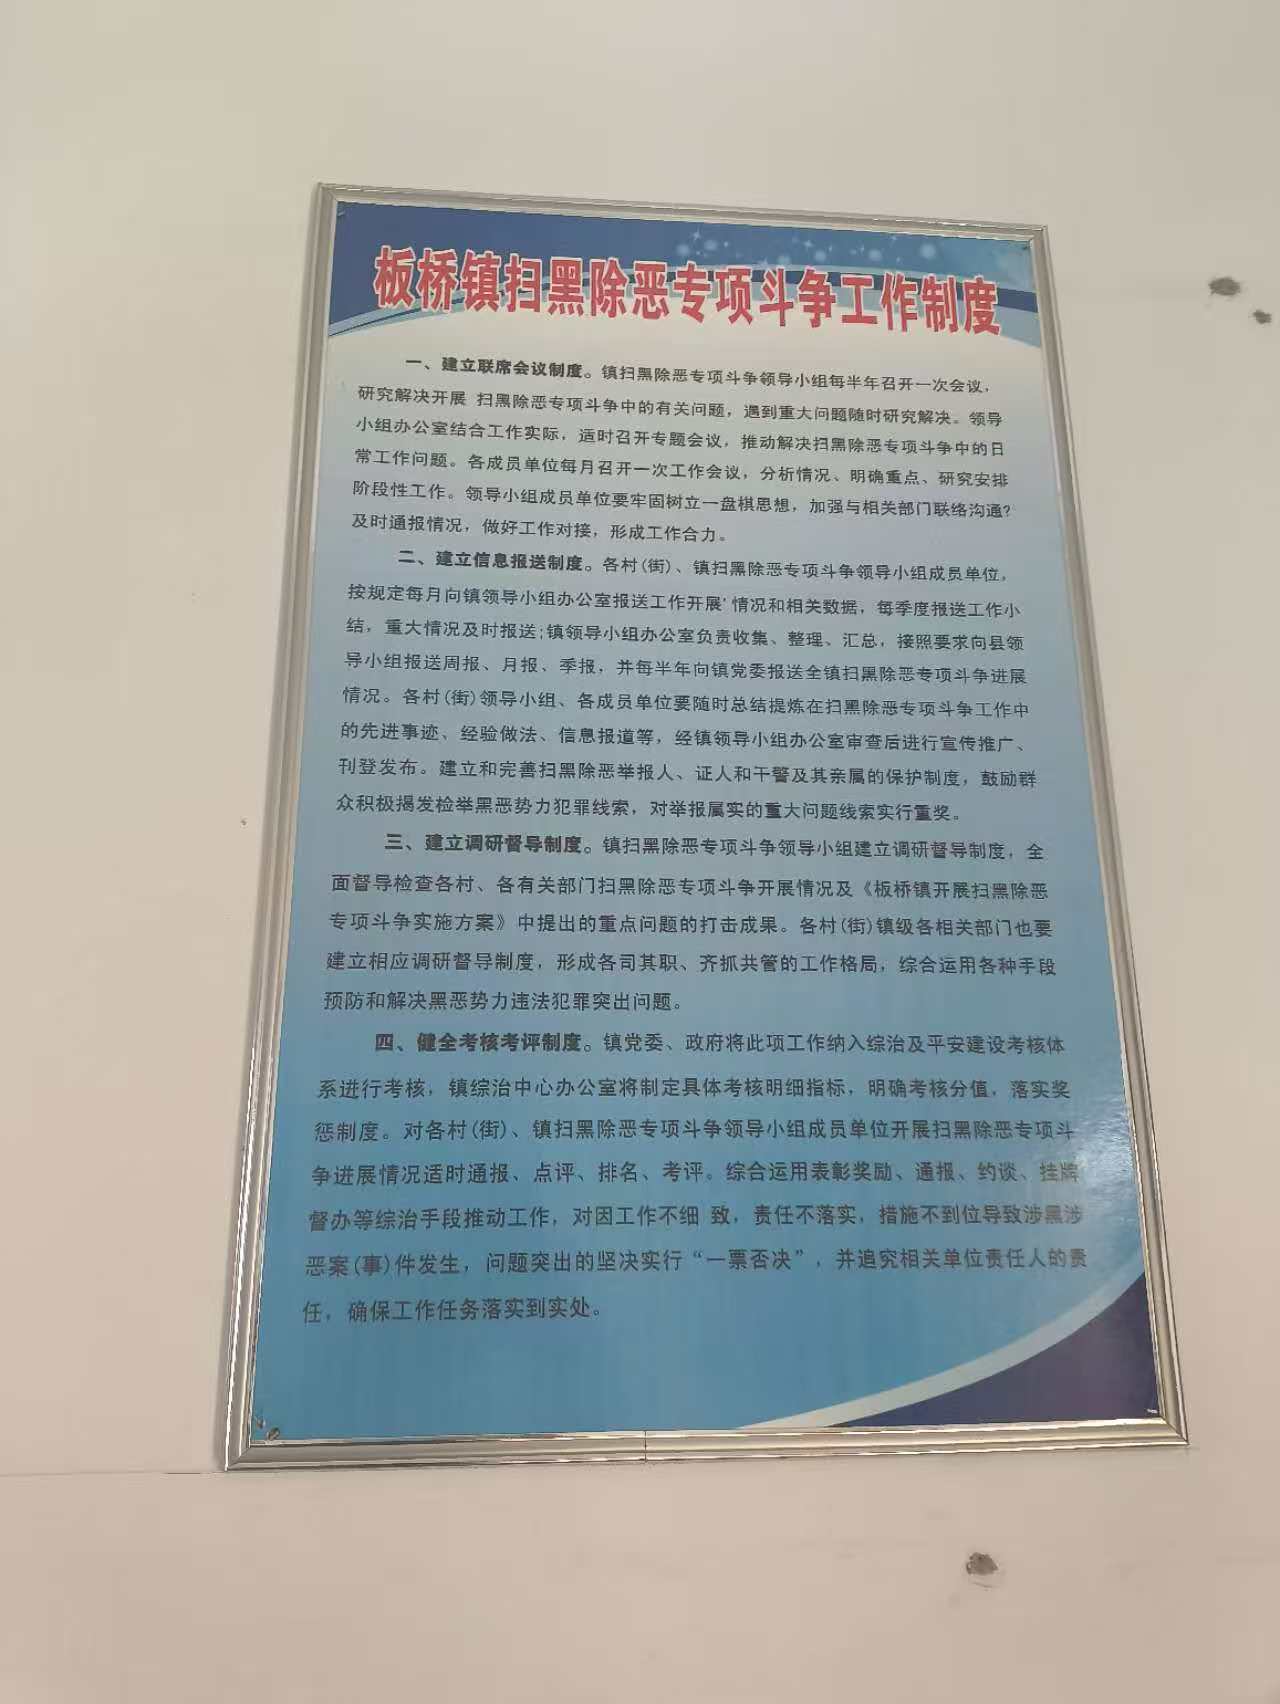 板桥镇扫黑除恶专项斗争工作制度
一、建立联席会议制度。镇扫黑除恶专项斗争领导小组每半年召开一次会议,
研究解决开展 扫黑除恶专项斗争中的有关问题，遇到重大问题随时研究解决。领导
小组办公室结合工作实际，适时召开专题会议，推动解决扫黑除恶专项斗争中的日
常工作问题。各成员单位每月召开一次工作会议，分析情况、明确重点、研究安排
阶段性工作。领导小组成员单位要牢固树立一盘棋思想，加强与相关部门联络沟通?
及时通报情况，做好工作对接，形成工作合力。
二、建立信息报送制度。各村(街)、镇扫黑除恶专项斗争领导小组成员单位,
按规定每月向镇领导小组办公室报送工作开展'情况和相关数据，每季度报送工作小
结，重大情况及时报送;镇领导小组办公室负责收集、整理、汇总，接照要求向县领
导小组报送周报、月报、季报，并每半年向镇党委报送全镇扫黑除恶专项斗争进展
情况。各村(街)领导小组、各成员单位要随时总结提炼在扫黑除恶专项斗争工作中
的先进事迹、经验做法、信息报道等，经镇领导小组办公室审查后进行宣传推广、
刊登发布。建立和完善扫黑除恶举报人、证人和干警及其亲属的保护制度，鼓励群
众积极揭发检举黑恶势力犯罪线索，对举报属实的重大问题线索实行重奖。
三、建立调研督导制度。镇扫黑除恶专项斗争领导小组建立调研督导制度，全
面督导检查各村、各有关部门扫黑除恶专项斗争开展情况及《板桥镇开展扫黑除恶
专项斗争实施方案》中提出的重点问题的打击成果。各村(街)镇级各相关部门也要
建立相应调研督导制度，形成各司其职、齐抓共管的工作格局，综合运用各种手段
预防和解决黑恶势力违法犯罪突出问题。
四、健全考核考评制度。镇党委、政府将此项工作纳入综治及平安建设考核体
系进行考核，镇综治中心办公室将制定具体考核明细指标，明确考核分值，落实奖
惩制度。对各村(街)、镇扫黑除恶专项斗争领导小组成员单位开展扫黑除恶专项斗
争进展情况适时通报、点评、排名、考评。综合运用表彰奖励、通报、约谈、挂牌
督办等综治手段推动工作，对因工作不细 致，责任不落实，措施不到位导致涉黑涉
恶案(事)件发生，问题突出的坚决实行“一票否决”，并追究相关单位责任人的责
任，确保工作任务落实到实处。